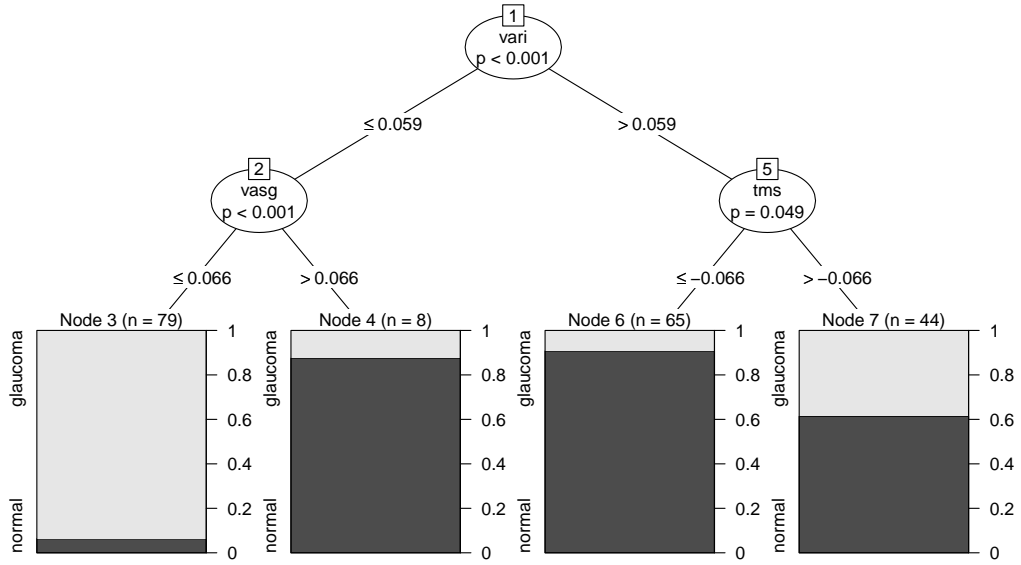 1
vari
p < 0.001
≤ 0.059
> 0.059
2
vasg
p < 0.001
≤ 0.066
> 0.066
5
tms
p = 0.049
≤ −0.066
> −0.066
Node 3 (n = 79)
glaucoma
normal
1
0.8
0.6
0.4
0.2
0
Node 4 (n = 8)
glaucoma
normal
1
0.8
0.6
0.4
0.2
0
Node 6 (n = 65)
glaucoma
normal
1
0.8
0.6
0.4
0.2
0
Node 7 (n = 44)
glaucoma
normal
1
0.8
0.6
0.4
0.2
0